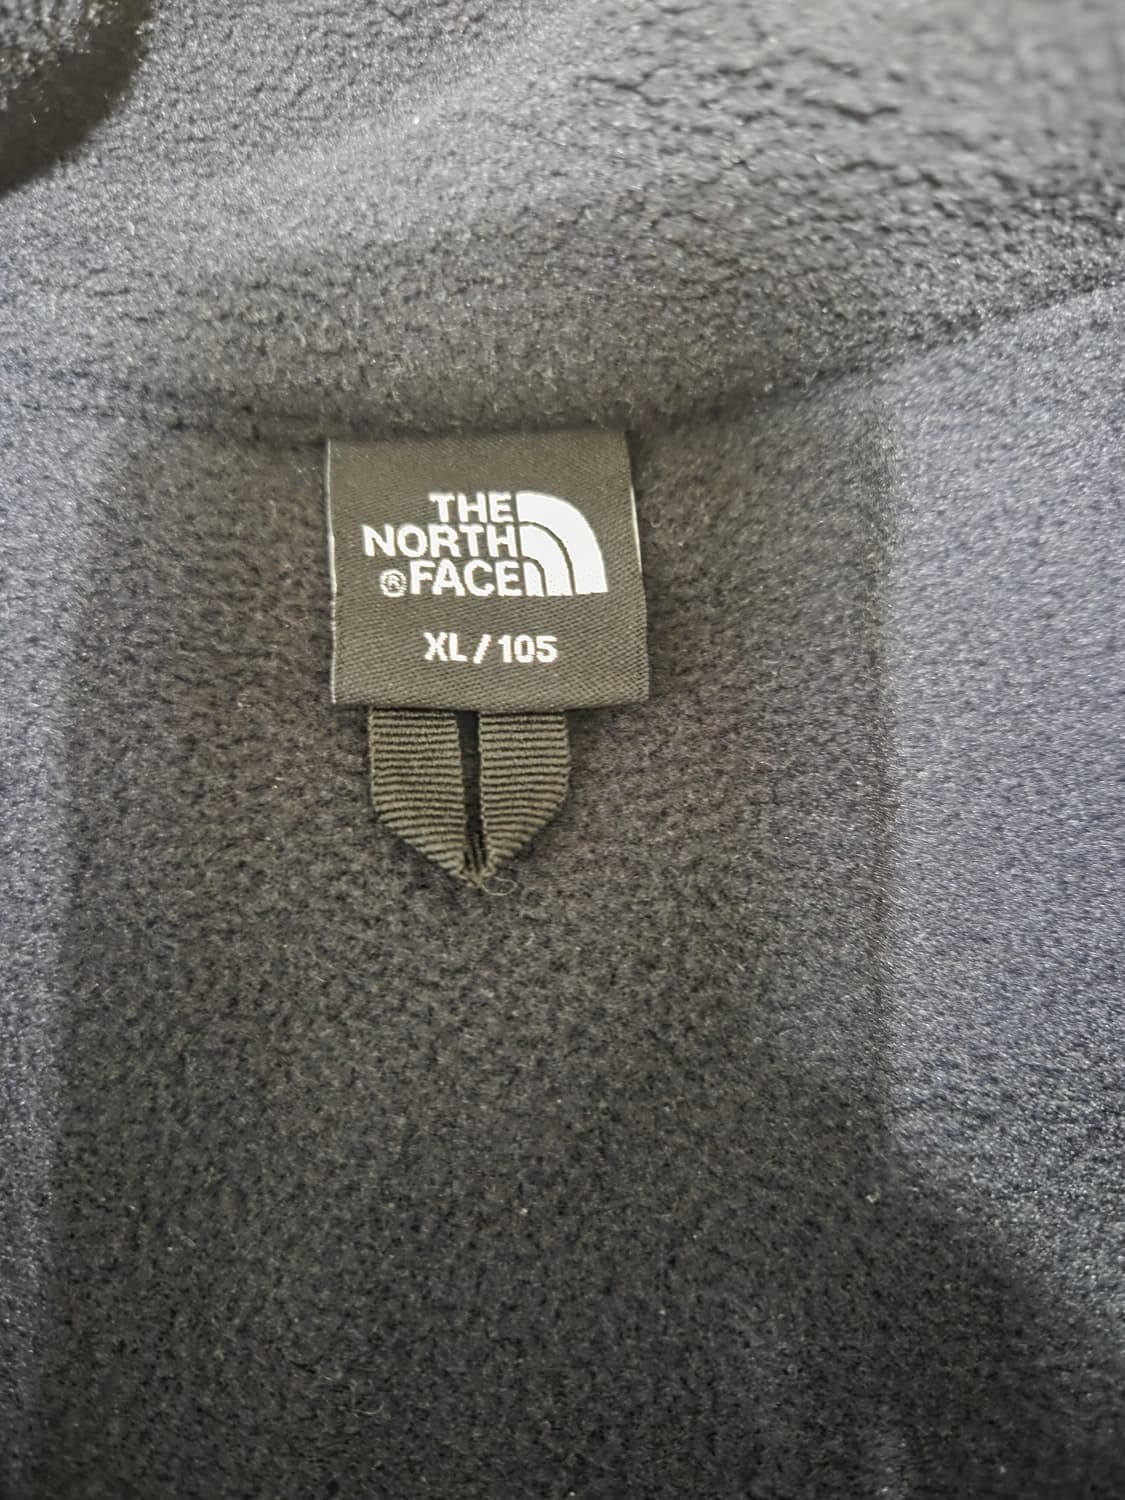 THE
NORTH
®FACE
XL/105